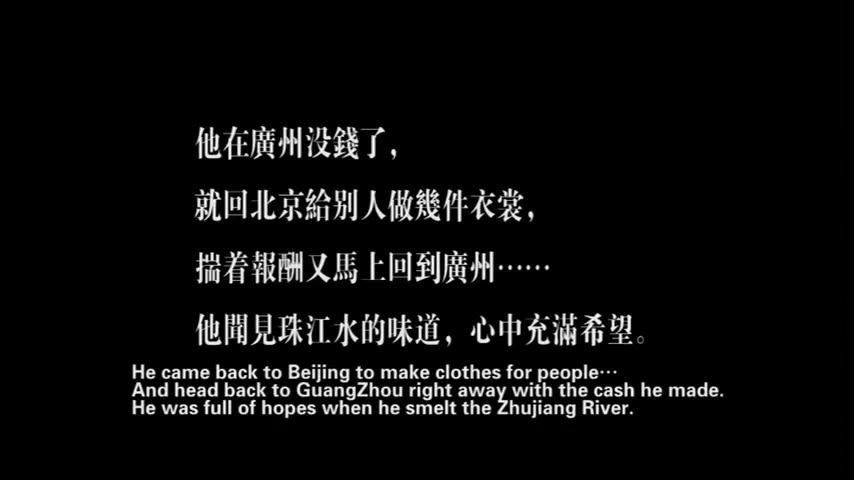 他在廣州没錢了，
就回北京給别人做幾件衣裳，
揣着報酬又馬上回到廣州……
他聞見珠江水的味道，心中充滿希望。
He came back to Beijing to make clothes for people…
And head back to GuangZhou right away with the cash he made.
He was full of hopes when he smelt the Zhujiang River.